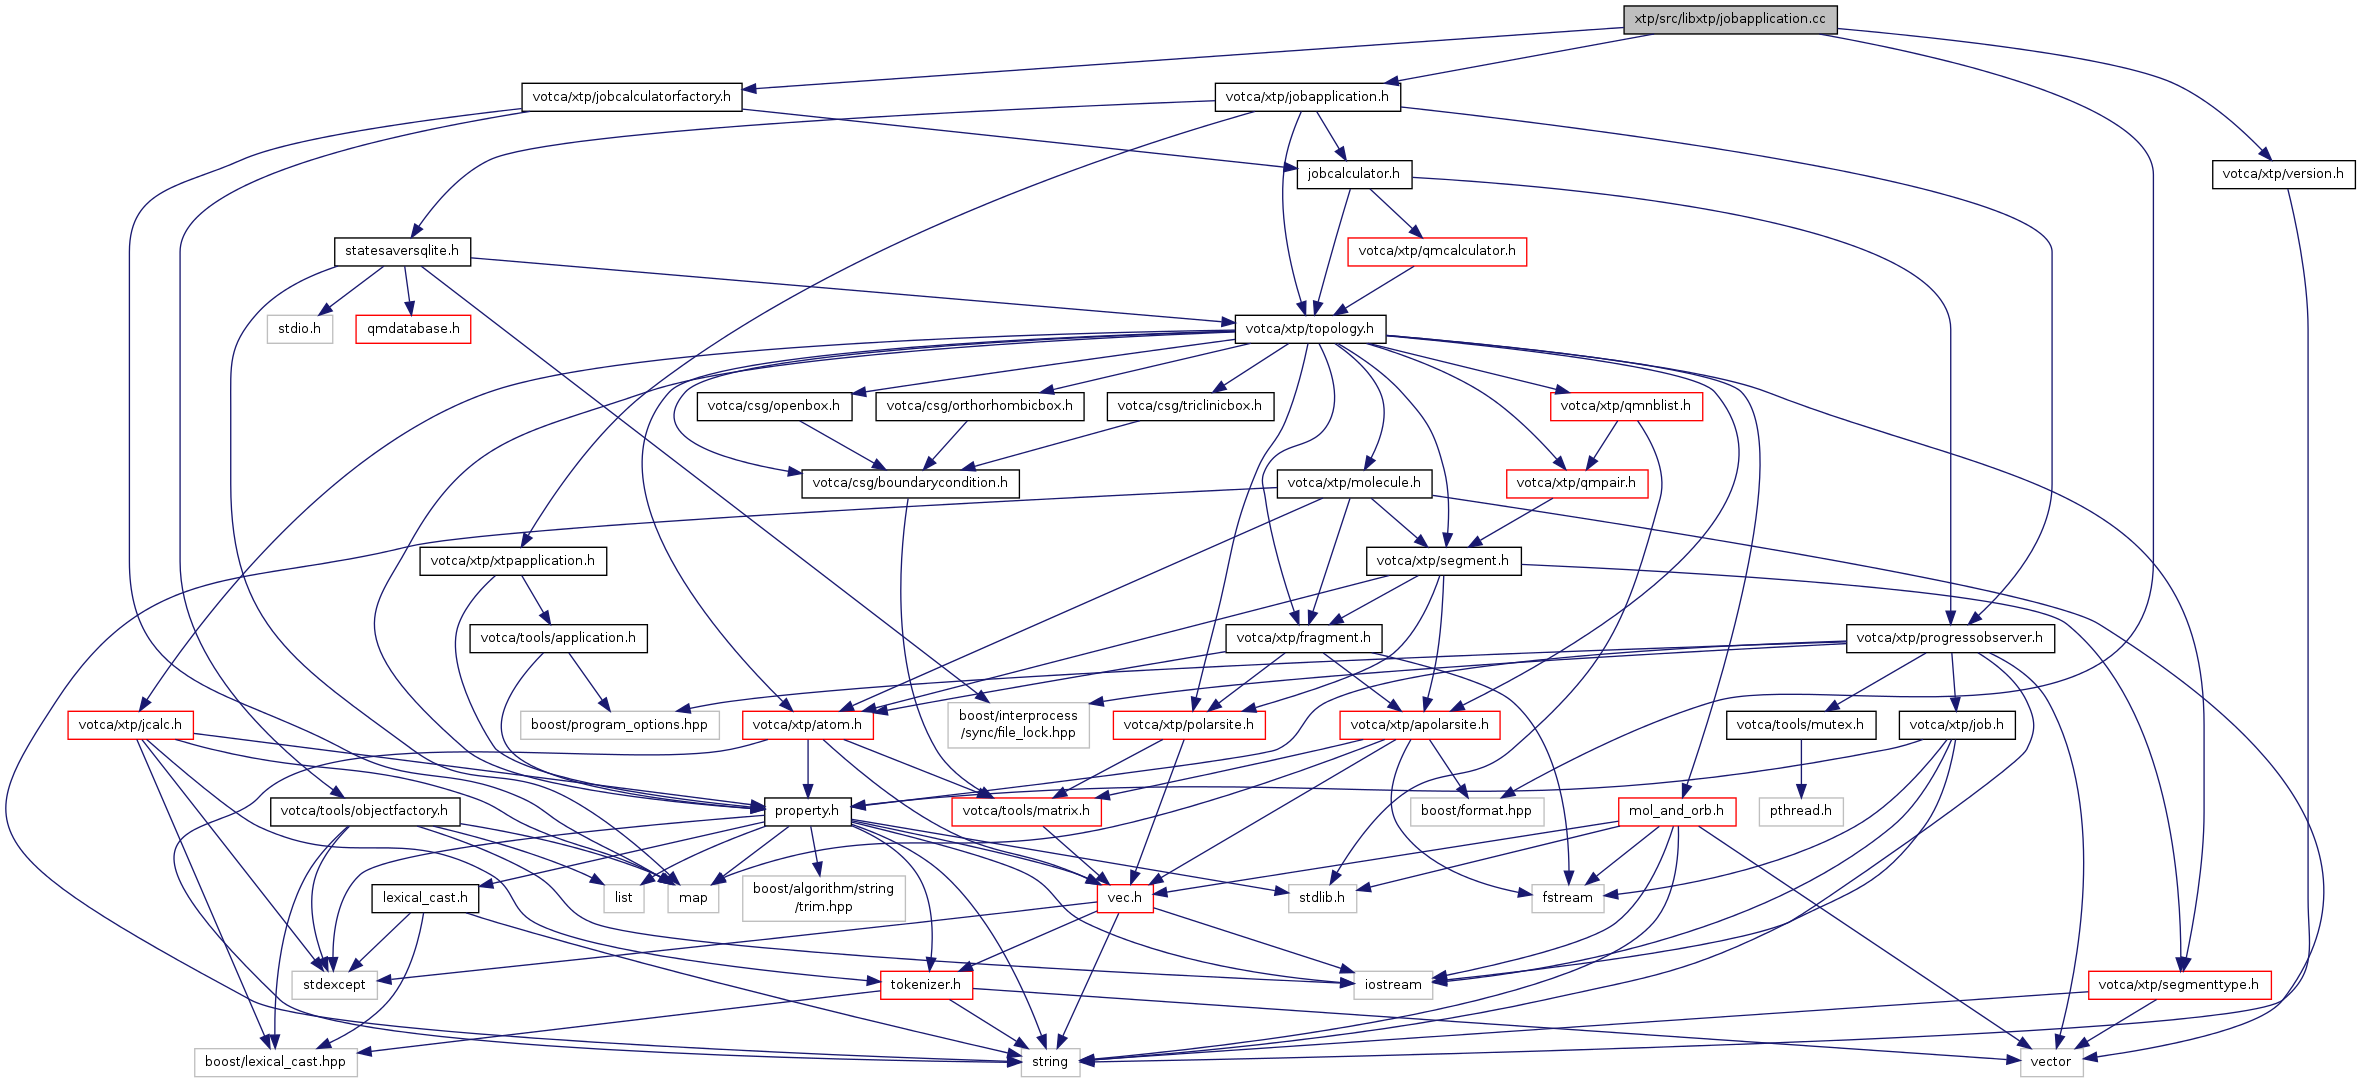 xtp/src/libxtp/jobapplication.cc
votca/xtp/jobcalculatorfactory.h
votca/xtp/jobapplication.h
jobcalculator.h
votca/xtp/version.h
statesaversqlite.h
votca/xtp/qmcalculator.h
stdio.h
qmdatabase.h
votca/xtp/topology.h
votca/csg/openbox.h
votca/csg/orthorhombicbox.h
votca/csg/triclinicbox.h
votca/xtp/qmnblist.h
votca/csg/boundarycondition.h
votca/xtp/molecule.h
votca/xtp/qmpair.h
votca/xtp/xtpapplication.h
votca/xtp/segment.h
votca/tools/application.h
votca/xtp/fragment.h
votca/xtp/progressobserver.h
votca/xtp/jcalc.h
boost/program_options.hpp
votca/xtp/atom.h
boost/interprocess
/sync/file_lock.hpp
votca/xtp/polarsite.h
votca/xtp/apolarsite.h
votca/tools/mutex.h
votca/xtp/job.h
votca/tools/objectfactory.h
property.h
votca/tools/matrix.h
boost/format.hpp
mol_and_orb.h
pthread.h
lexical_cast.h
list
map
boost/algorithm/string
/trim.hpp
vec.h
stdlib.h
fstream
stdexcept
tokenizer.h
iostream
votca/xtp/segmenttype.h
boost/lexical_cast.hpp
string
vector